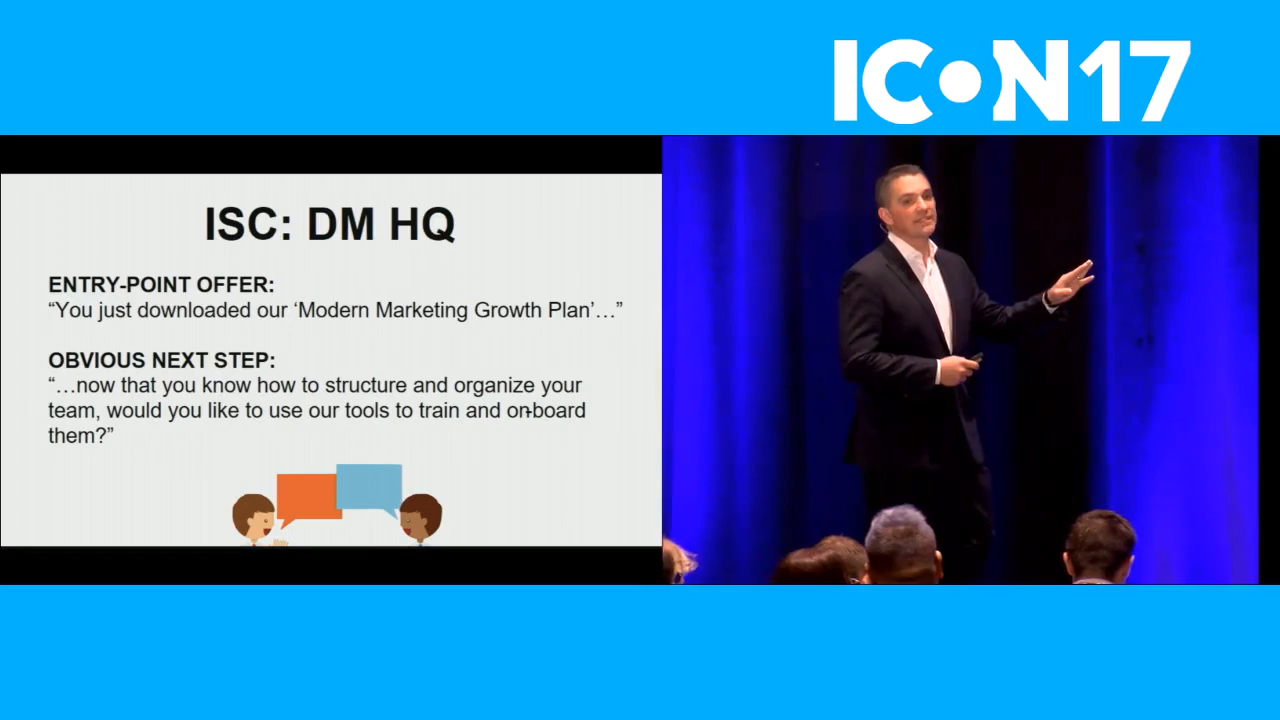 ICON17
ISC: DM HQ
ENTRY-POINT OFFER:
“You just downloaded our ‘Modern Marketing Growth Plan’…”
OBVIOUS NEXT STEP:
“…now that you know how to structure and organize your
team, would you like to use our tools to train and on-board
them?”